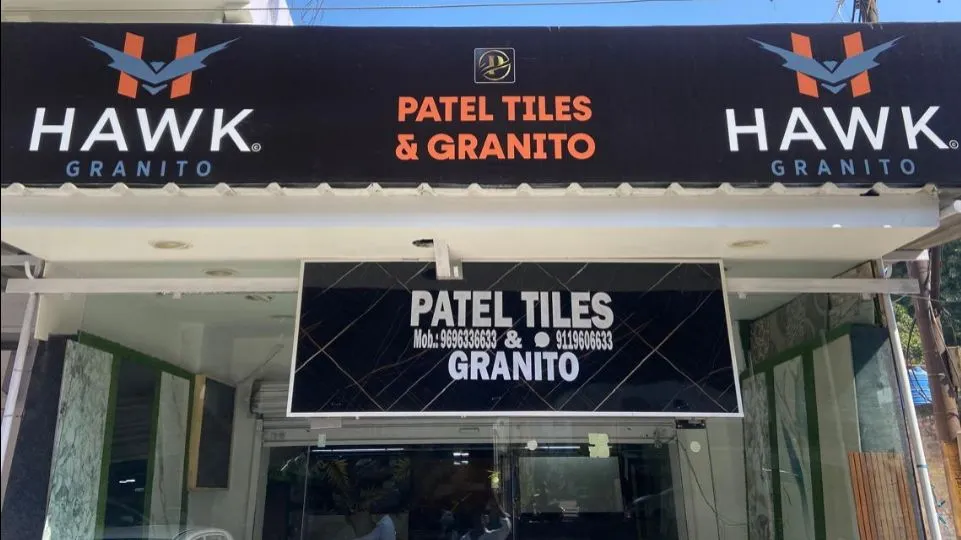 HAWK
GRANITO
PATEL TILES
& GRANITO
HAWK
GRANITO
PATEL TILES
Mob.: 9696336633 & 9119606633
GRANITO